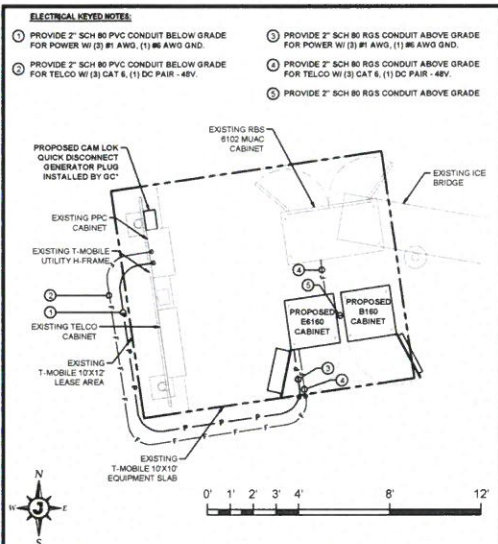 ELECTRICAL KEYED NOTES:
1 PROVIDE 2" SCH 80 PVC CONDUIT BELOW GRADE
FOR POWER W/ (3) #1 AWG, (1) #6 AWG GND.
2 PROVIDE 2" SCH 80 PVC CONDUIT BELOW GRADE
FOR TELCO W/ (3) CAT 6, (1) DC PAIR - 48V.
3 PROVIDE 2" SCH 80 RGS CONDUIT ABOVE GRADE
FOR POWER W/ (3) #1 AWG, (1) #6 AWG GND.
4 PROVIDE 2" SCH 80 RGS CONDUIT ABOVE GRADE
FOR TELCO W/ (3) CAT 6, (1) DC PAIR - 48V.
5 PROVIDE 2" SCH 80 RGS CONDUIT ABOVE GRADE
EXISTING RBS
6102 MUAC
CABINET
PROPOSED CAM LOK
QUICK DISCONNECT
GENERATOR PLUG
INSTALLED BY GC"
EXISTING ICE
BRIDGE
EXISTING PPC
CABINET
EXISTING T-MOBILE
UTILITY H-FRAME
4
5
2
1
PROPOSED
E6160
CABINET
PROPOSED
B160
CABINET
EXISTING TELCO
CABINET
EXISTING
T-MOBILE 10'X12'
LEASE AREA
3
4
P P P P
F F F F
EXISTING
T-MOBILE 10'X10'
EQUIPMENT SLAB
N
W J E
S
0' 1' 2' 3' 4' 8' 12'